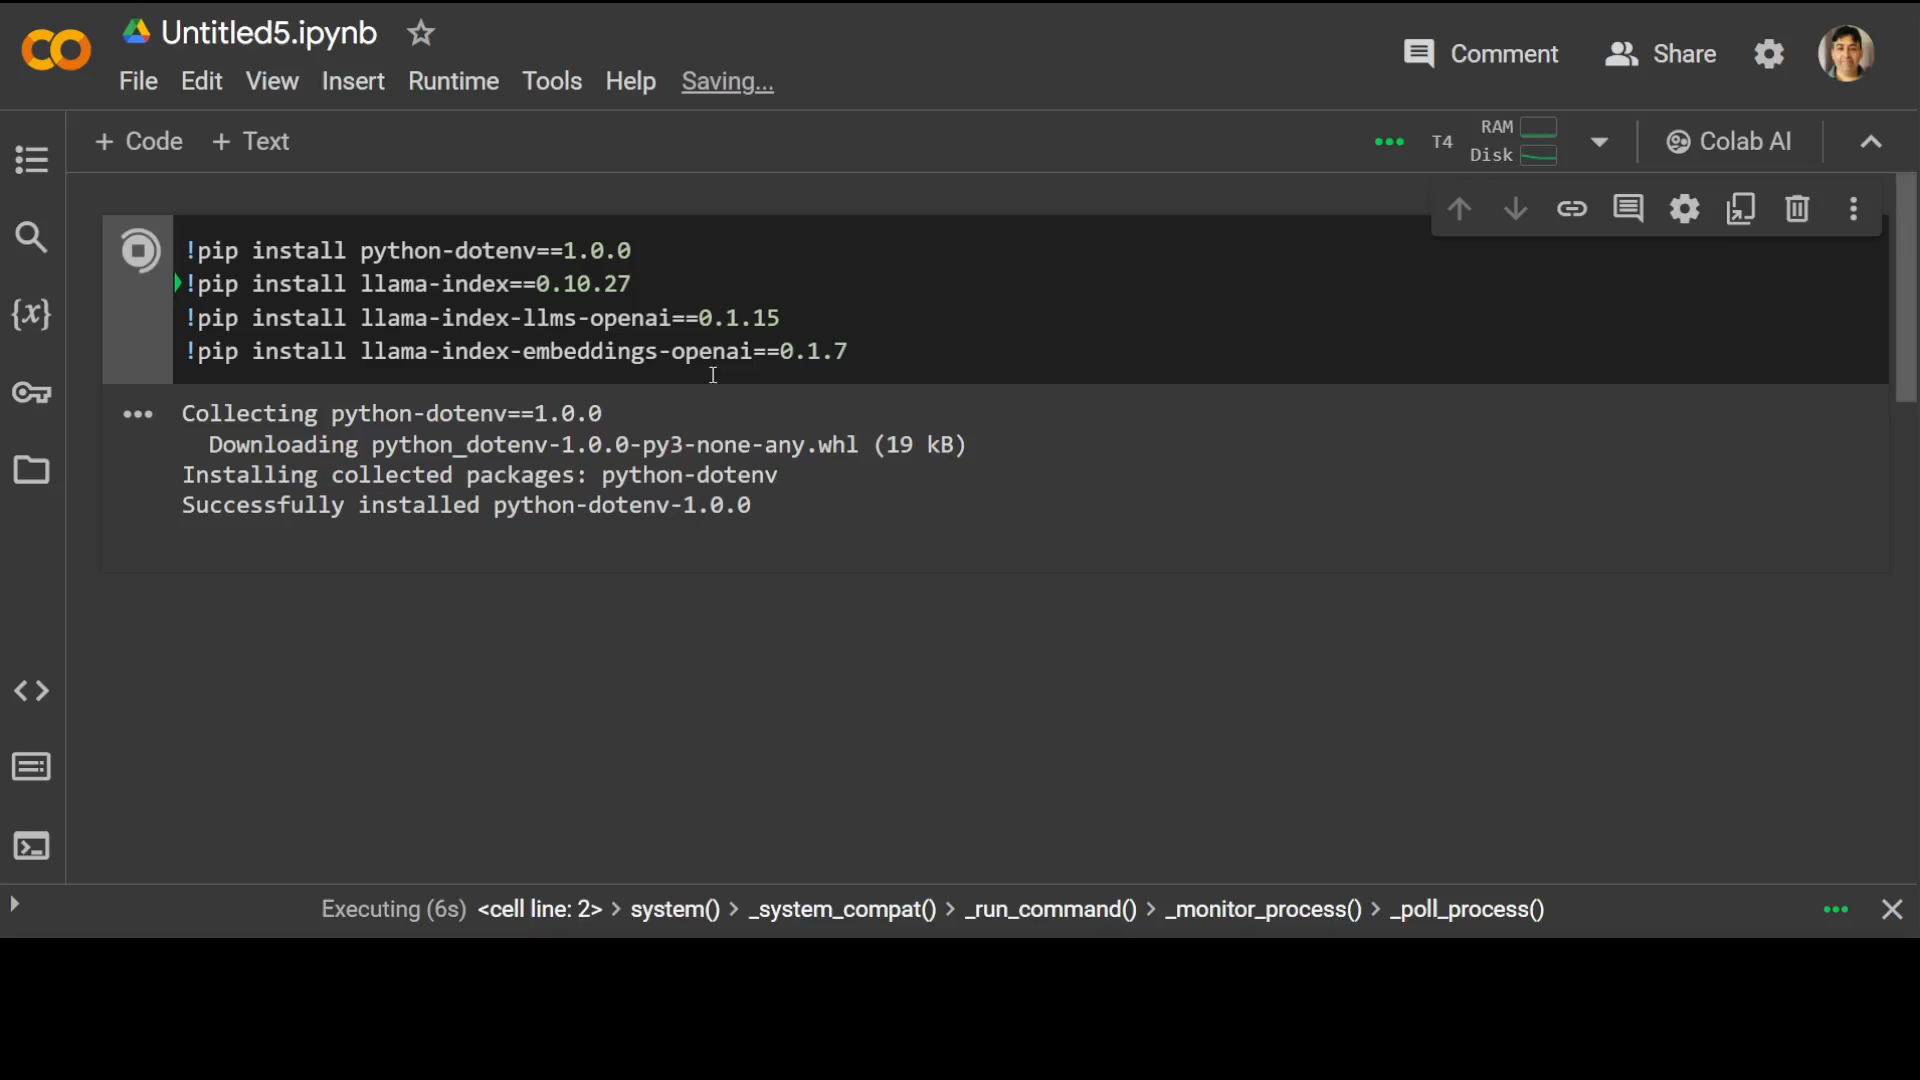 Untitled5.ipynb
Comment
Share
File Edit View Insert Runtime Tools Help Saving...
+ Code + Text
T4
RAM
Disk
Colab AI
!pip install python-dotenv==1.0.0
!pip install llama-index==0.10.27
!pip install llama-index-llms-openai==0.1.15
!pip install llama-index-embeddings-openai==0.1.7
{x}
Collecting python-dotenv==1.0.0
Downloading python_dotenv-1.0.0-py3-none-any.whl (19 kB)
Installing collected packages: python-dotenv
Successfully installed python-dotenv-1.0.0
Executing (6s) <cell line: 2> > system() > _system_compat() > _run_command() > _monitor_process() > _poll_process()